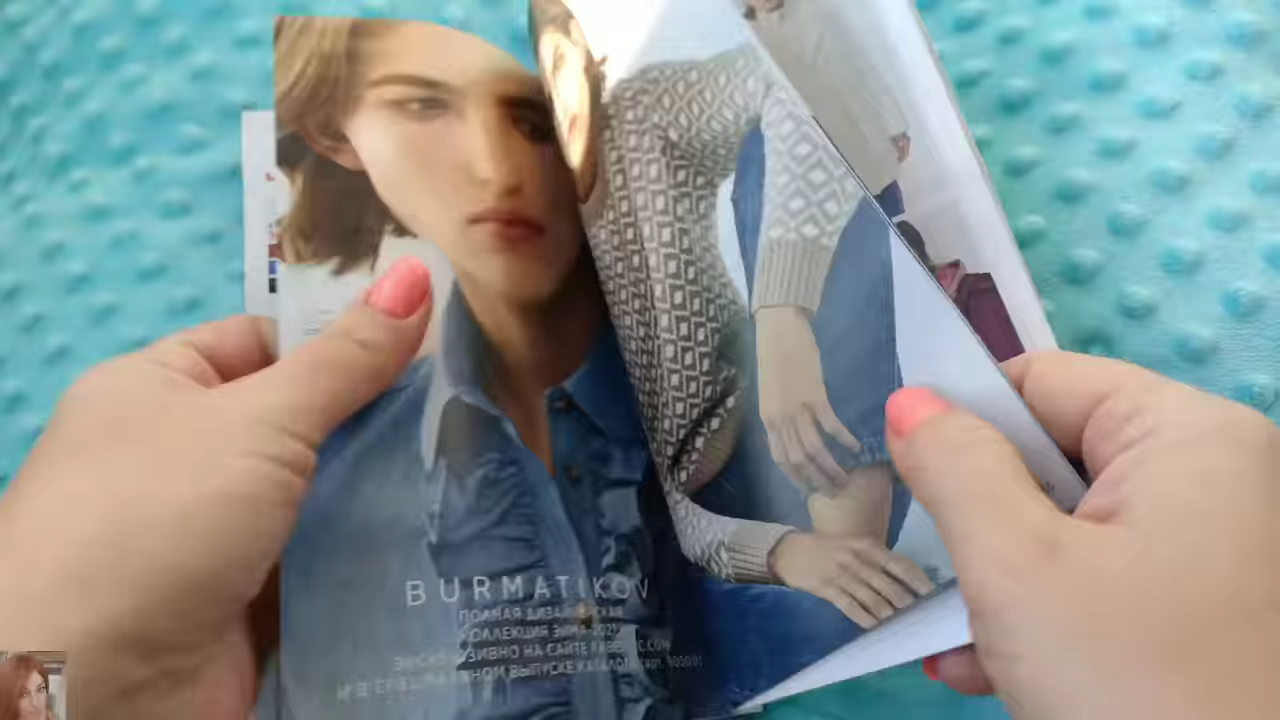 BURMATIKOV
ПОЛНАЯ ДИЗАЙНЕРСКАЯ
КОЛЛЕКЦИЯ ЗИМА-2021
ЭКСКЛЮЗИВНО НА САЙТЕ FABERLIC.COM
И В СПЕЦИАЛЬНОМ ВЫПУСКЕ КАТАЛОГА